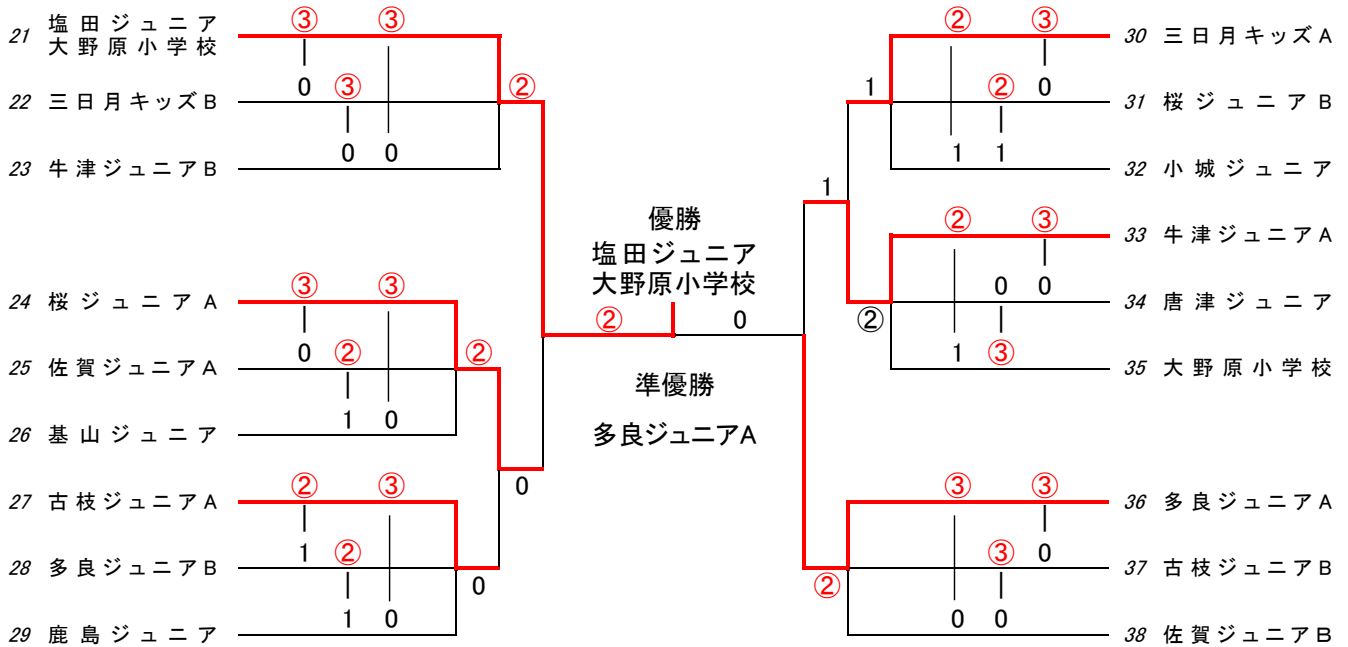 21 塩田ジュニア
大野原小学校
③ ③
0 ③
②
22 三日月キッズB
0 0
23 牛津ジュニアB
24 桜ジュニアA
③ ③
0 ②
②
25 佐賀ジュニアA
1 0
26 基山ジュニア
0
27 古枝ジュニアA
② ③
1 ②
28 多良ジュニアB
0
1 0
29 鹿島ジュニア
優勝
塩田ジュニア
大野原小学校
② 0
準優勝
多良ジュニアA
② ③
30 三日月キッズA
1 ② 0
31 桜ジュニアB
1 1
32 小城ジュニア
1
② ③
33 牛津ジュニアA
0 0
34 唐津ジュニア
②
1 ③
35 大野原小学校
③ ③
36 多良ジュニアA
③ 0
37 古枝ジュニアB
②
0 0
38 佐賀ジュニアB